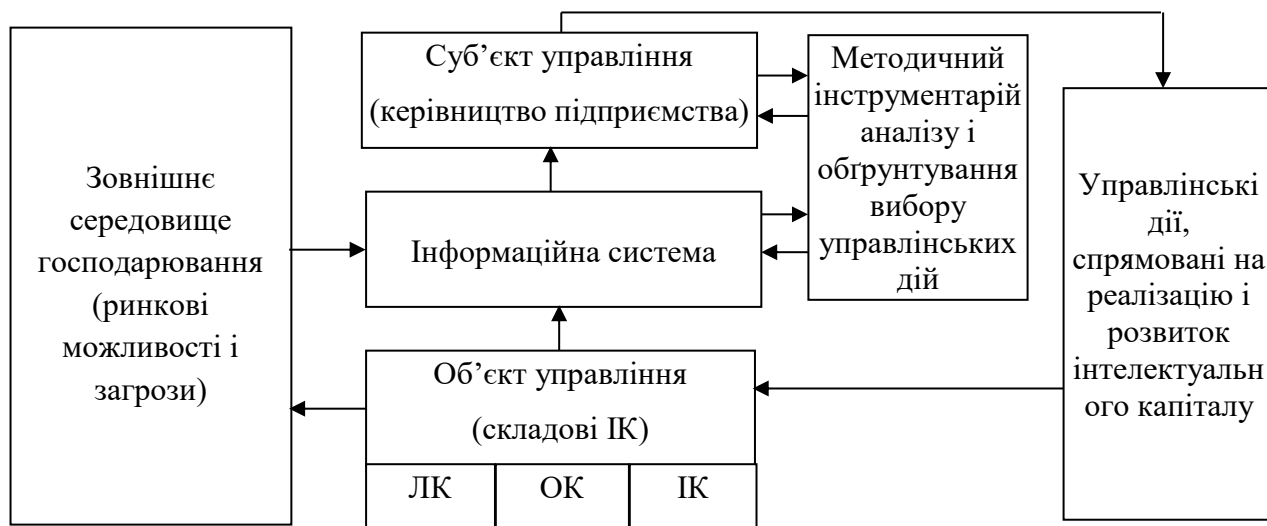 Зовнішнє
середовище
господарювання
(ринкові
можливості і
загрози)
Суб’єкт управління
(керівництво підприємства)
Інформаційна система
Об’єкт управління
(складові ІК)
ЛК
ОК
ІК
Методичний
інструментарій
аналізу і
обґрунтування
вибору
управлінських
дій
Управлінські
дії,
спрямовані на
реалізацію і
розвиток
інтелектуальн
ого капіталу